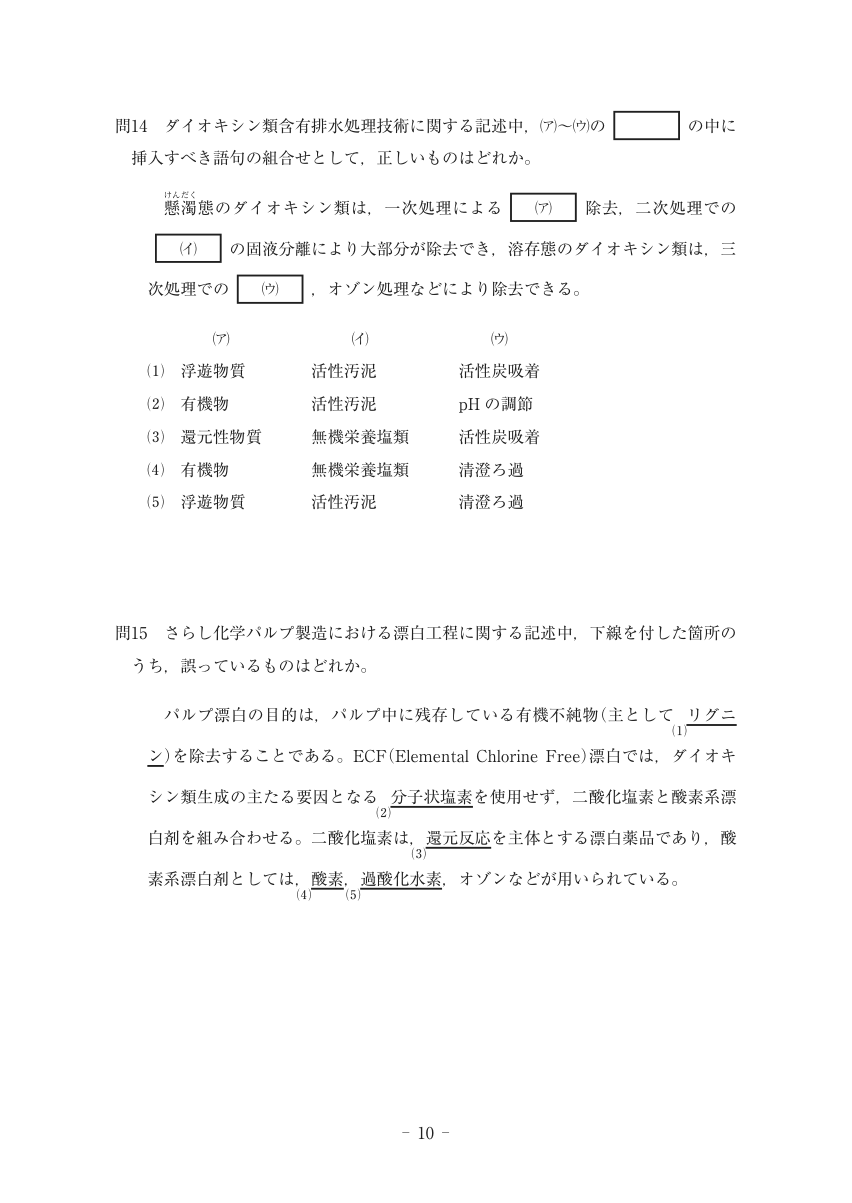 問14　ダイオキシン類含有排水処理技術に関する記述中，㋐～㋒の　　　の中に
挿入すべき語句の組合せとして，正しいものはどれか。
けんだく
懸濁態のダイオキシン類は，一次処理による ㋐ 除去，二次処理での
㋑ の固液分離により大部分が除去でき，溶存態のダイオキシン類は，三
次処理での ㋒ ，オゾン処理などにより除去できる。
㋐　㋑　㋒
⑴　浮遊物質　活性汚泥　活性炭吸着
⑵　有機物　活性汚泥　pH の調節
⑶　還元性物質　無機栄養塩類　活性炭吸着
⑷　有機物　無機栄養塩類　清澄ろ過
⑸　浮遊物質　活性汚泥　清澄ろ過
問15　さらし化学パルプ製造における漂白工程に関する記述中，下線を付した箇所の
うち，誤っているものはどれか。
パルプ漂白の目的は，パルプ中に残存している有機不純物(主として⑴リグニ
ン)を除去することである。ECF(Elemental Chlorine Free)漂白では，ダイオキ
シン類生成の主たる要因となる⑵分子状塩素を使用せず，二酸化塩素と酸素系漂
白剤を組み合わせる。二酸化塩素は，⑶還元反応を主体とする漂白薬品であり，酸
素系漂白剤としては，⑷酸素，⑸過酸化水素，オゾンなどが用いられている。
－ 10 －